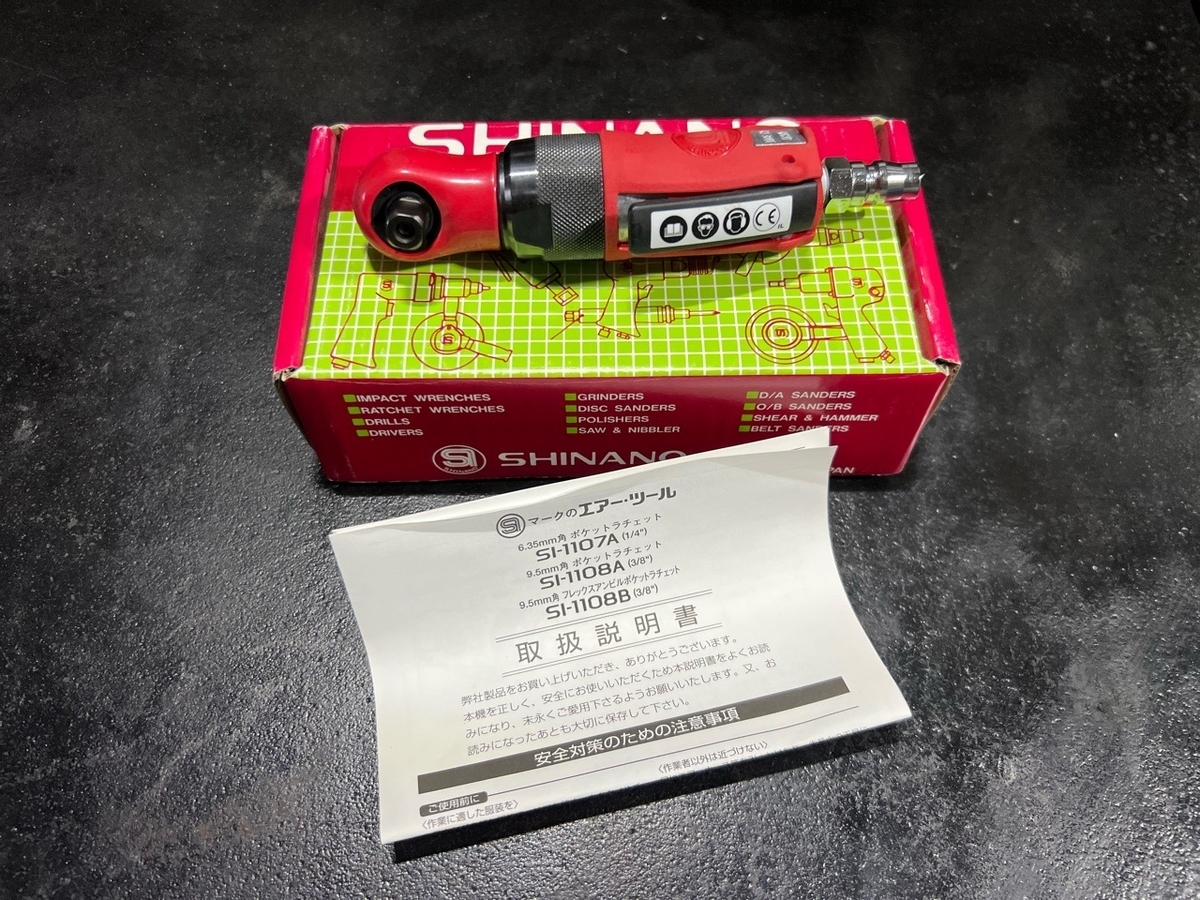 SHINANO
CE
IL
IMPACT WRENCHES
RATCHET WRENCHES
DRILLS
DRIVERS
GRINDERS
DISC SANDERS
POLISHERS
SAW & NIBBLER
D/A SANDERS
O/B SANDERS
SHEAR & HAMMER
BELT SANDERS
SI SHINANO
PAN
SI マークのエアー・ツール
6.35mm角 ポケットラチェット
SI-1107A (1/4")
9.5mm角 ポケットラチェット
SI-1108A (3/8")
9.5mm角 フレックスアンビルポケットラチェット
SI-1108B (3/8")
取扱説明書
弊社製品をお買い上げいただき、ありがとうございます。
本機を正しく、安全にお使いいただくため本説明書をよくお読
みになり、末永くご愛用下さるようお願いいたします。又、お
読みになったあとも大切に保存して下さい。
安全対策のための注意事項
ご使用前に
〈作業に適した服装を〉
〈作業者以外は近づけない〉